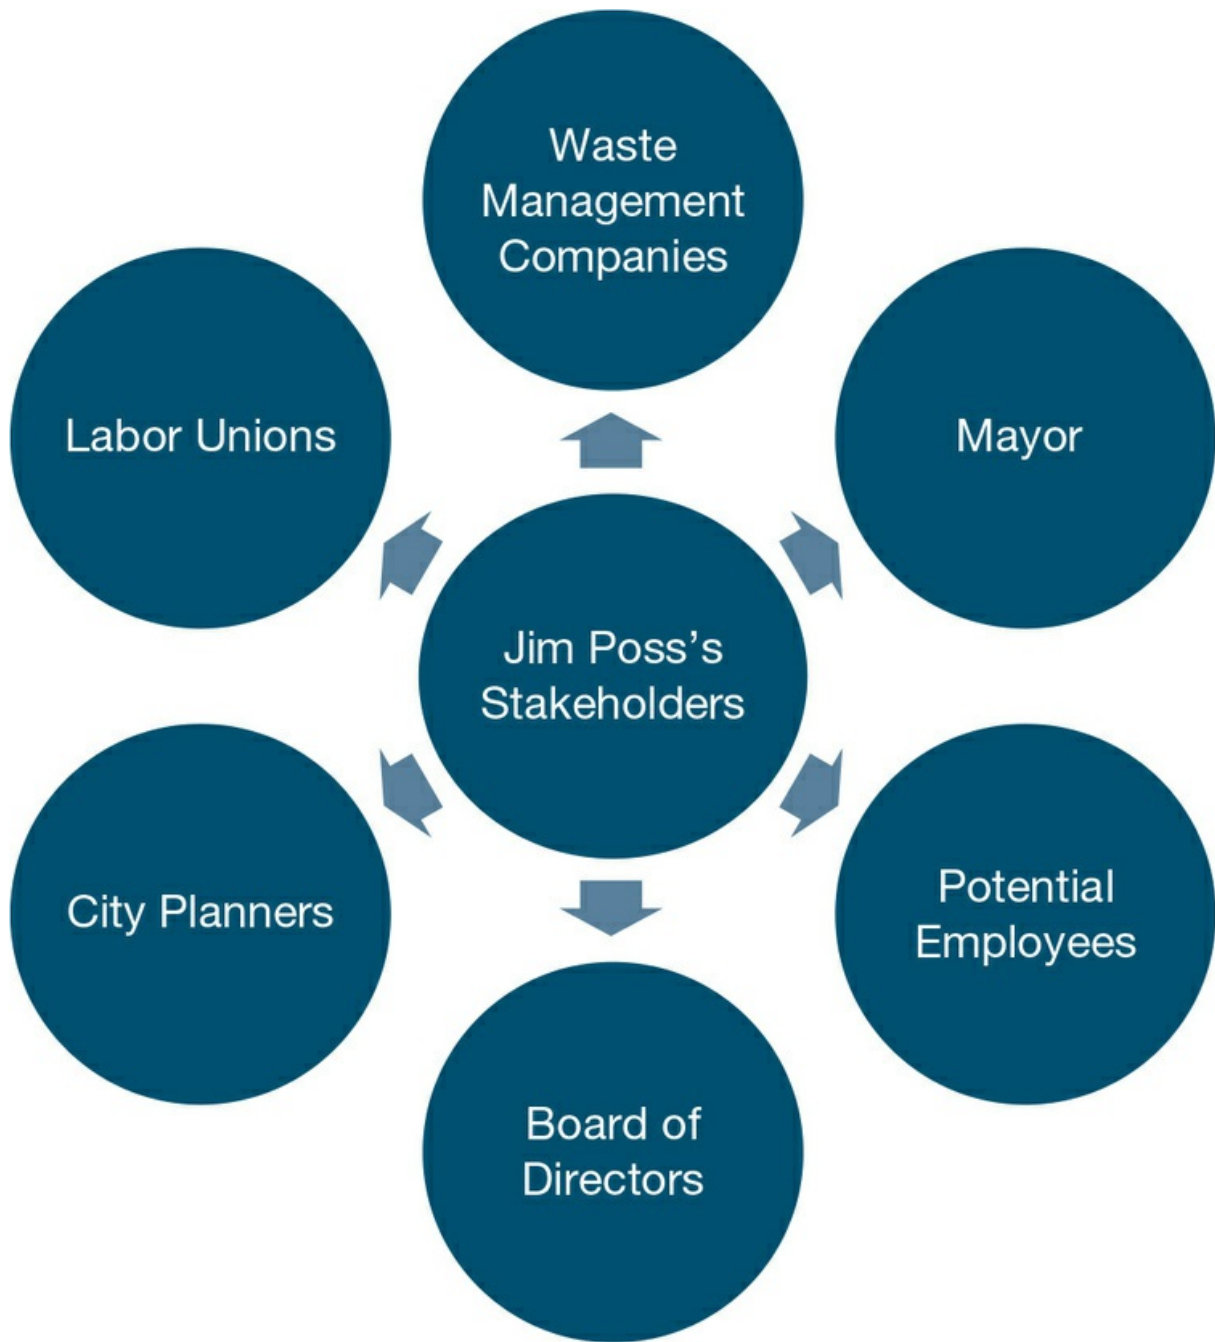 Waste
Management
Companies
Labor Unions
Mayor
Jim Poss’s
Stakeholders
City Planners
Potential
Employees
Board of
Directors